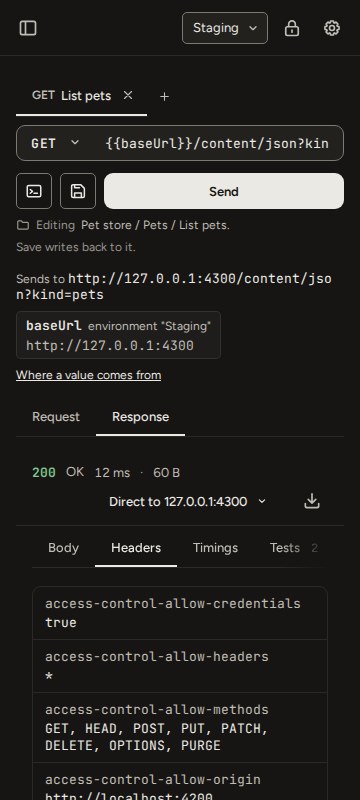 Staging
GET List pets
GET {{baseUrl}}/content/json?kin
Send
Editing Pet store / Pets / List pets.
Save writes back to it.
Sends to http://127.0.0.1:4300/content/jso
n?kind=pets
baseUrl environment "Staging"
http://127.0.0.1:4300
Where a value comes from
Request Response
200 OK 12 ms · 60 B
Direct to 127.0.0.1:4300
Body Headers Timings Tests 2
access-control-allow-credentials
true
access-control-allow-headers
*
access-control-allow-methods
GET, HEAD, POST, PUT, PATCH,
DELETE, OPTIONS, PURGE
access-control-allow-origin
http://localhost:4200